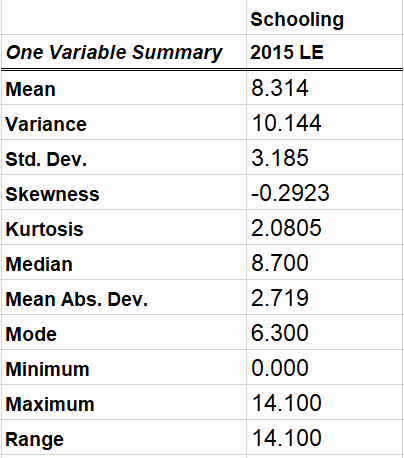 Schooling
One Variable Summary 2015 LE
Mean 8.314
Variance 10.144
Std. Dev. 3.185
Skewness -0.2923
Kurtosis 2.0805
Median 8.700
Mean Abs. Dev. 2.719
Mode 6.300
Minimum 0.000
Maximum 14.100
Range 14.100